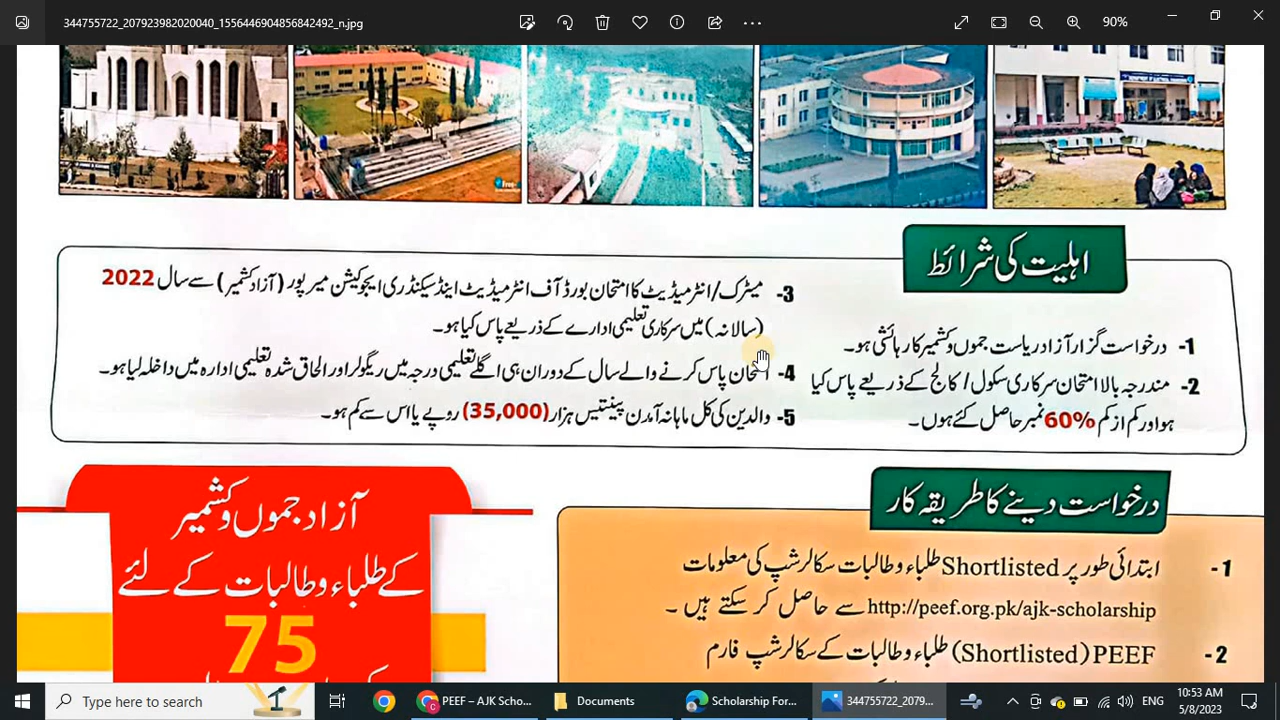 344755722_207923982020040_1556446904856842492_n.jpg
90%
اہلیت کی شرائط
1- درخواست گزار آزاد ریاست جموں و کشمیر کا رہائشی ہو۔
2- مندرجہ بالا امتحان سرکاری سکول/کالج کے ذریعے پاس کیا
ہو اور کم از کم 60% نمبر حاصل کئے ہوں۔
3- میٹرک/انٹرمیڈیٹ کا امتحان بورڈ آف انٹرمیڈیٹ اینڈ سیکنڈری ایجوکیشن میرپور (آزاد کشمیر) سے سال 2022
(سالانہ) میں سرکاری تعلیمی ادارے کے ذریعے پاس کیا ہو۔
4- امتحان پاس کرنے والے سال کے دوران ہی اگلے تعلیمی درجہ میں ریگولر اور الحاق شدہ تعلیمی ادارہ میں داخلہ لیا ہو۔
5- والدین کی کل ماہانہ آمدن پینتیس ہزار (35,000) روپے یا اس سے کم ہو۔
درخواست دینے کا طریقہ کار
1- ابتدائی طور پر Shortlisted طلباء و طالبات سکالرشپ کی معلومات
http://peef.org.pk/ajk-scholarship سے حاصل کر سکتے ہیں۔
2- PEEF (Shortlisted) طلباء و طالبات کے سکالرشپ فارم
آزاد جموں و کشمیر
کے طلباء و طالبات کے لئے
75
Type here to search
PEEF – AJK Scho...
Documents
Scholarship For...
344755722_2079...
ENG
10:53 AM
5/8/2023